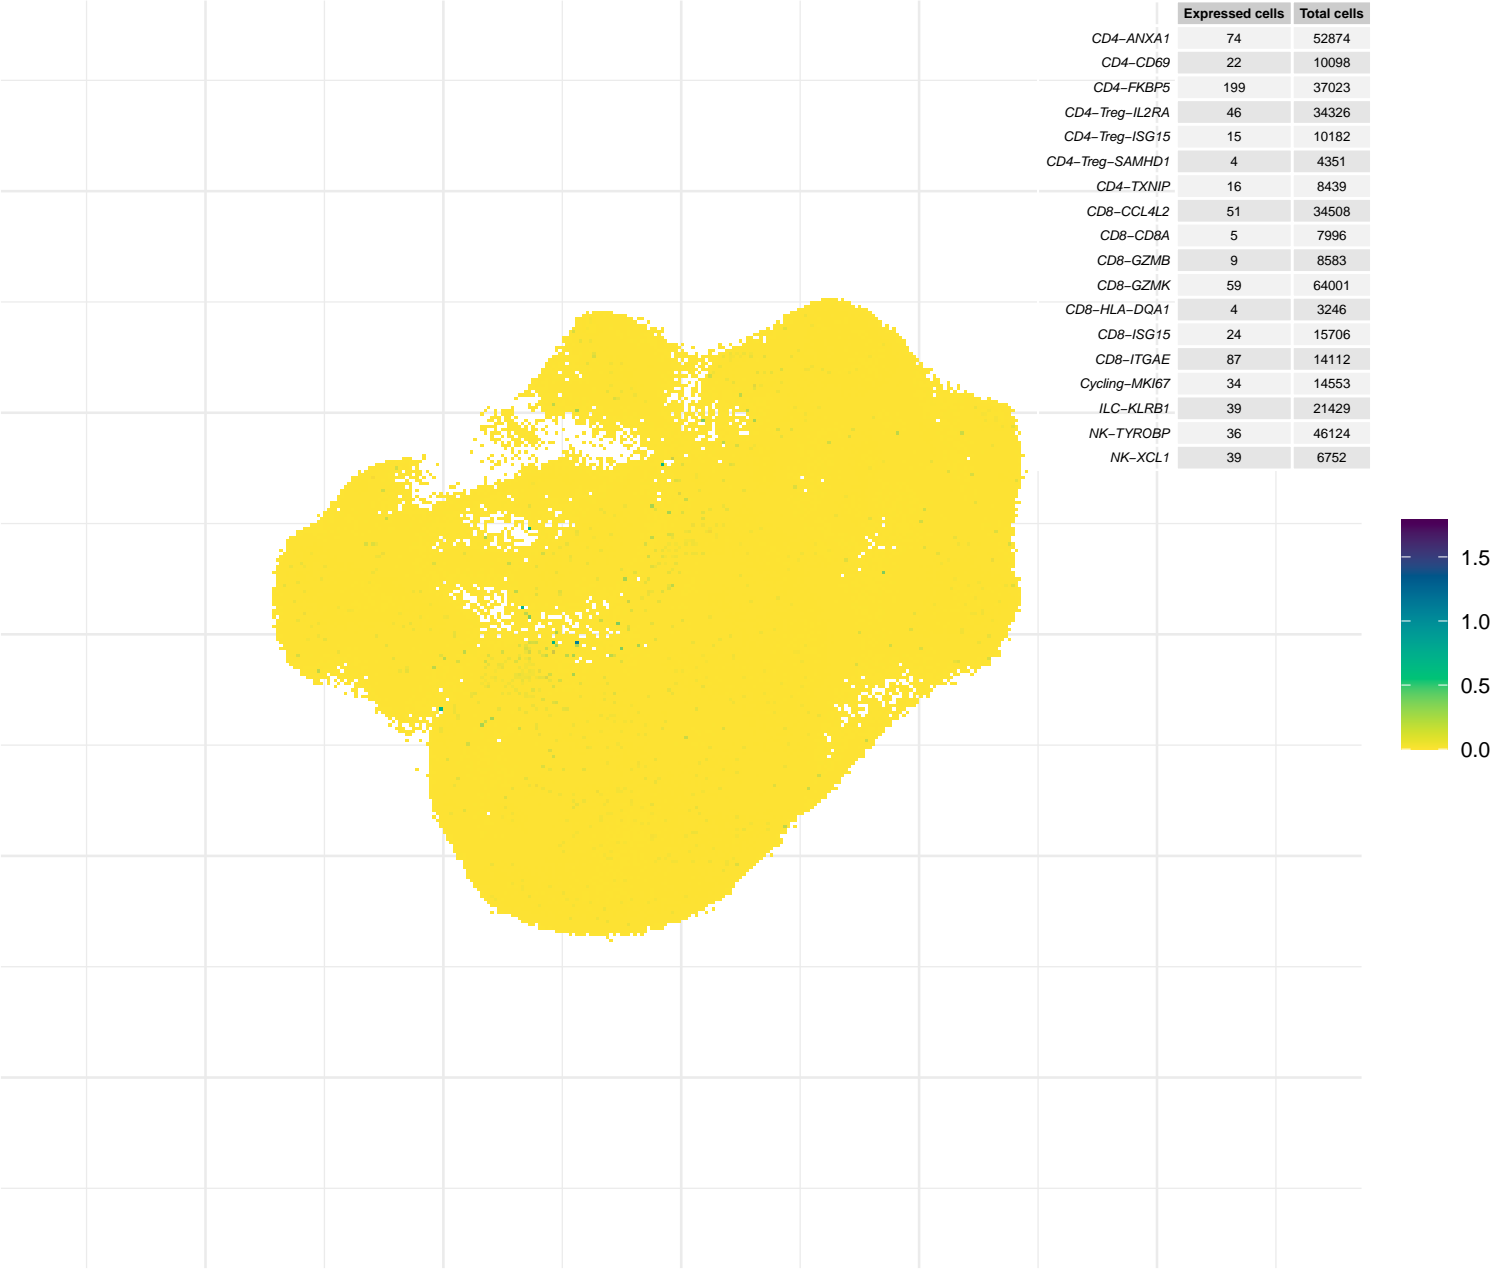 Expressed cells Total cells
CD4−ANXA1 74 52874
CD4−CD69 22 10098
CD4−FKBP5 199 37023
CD4−Treg−IL2RA 46 34326
CD4−Treg−ISG15 15 10182
CD4−Treg−SAMHD1 4 4351
CD4−TXNIP 16 8439
CD8−CCL4L2 51 34508
CD8−CD8A 5 7996
CD8−GZMB 9 8583
CD8−GZMK 59 64001
CD8−HLA−DQA1 4 3246
CD8−ISG15 24 15706
CD8−ITGAE 87 14112
Cycling−MKI67 34 14553
ILC−KLRB1 39 21429
NK−TYROBP 36 46124
NK−XCL1 39 6752
1.5
1.0
0.5
0.0